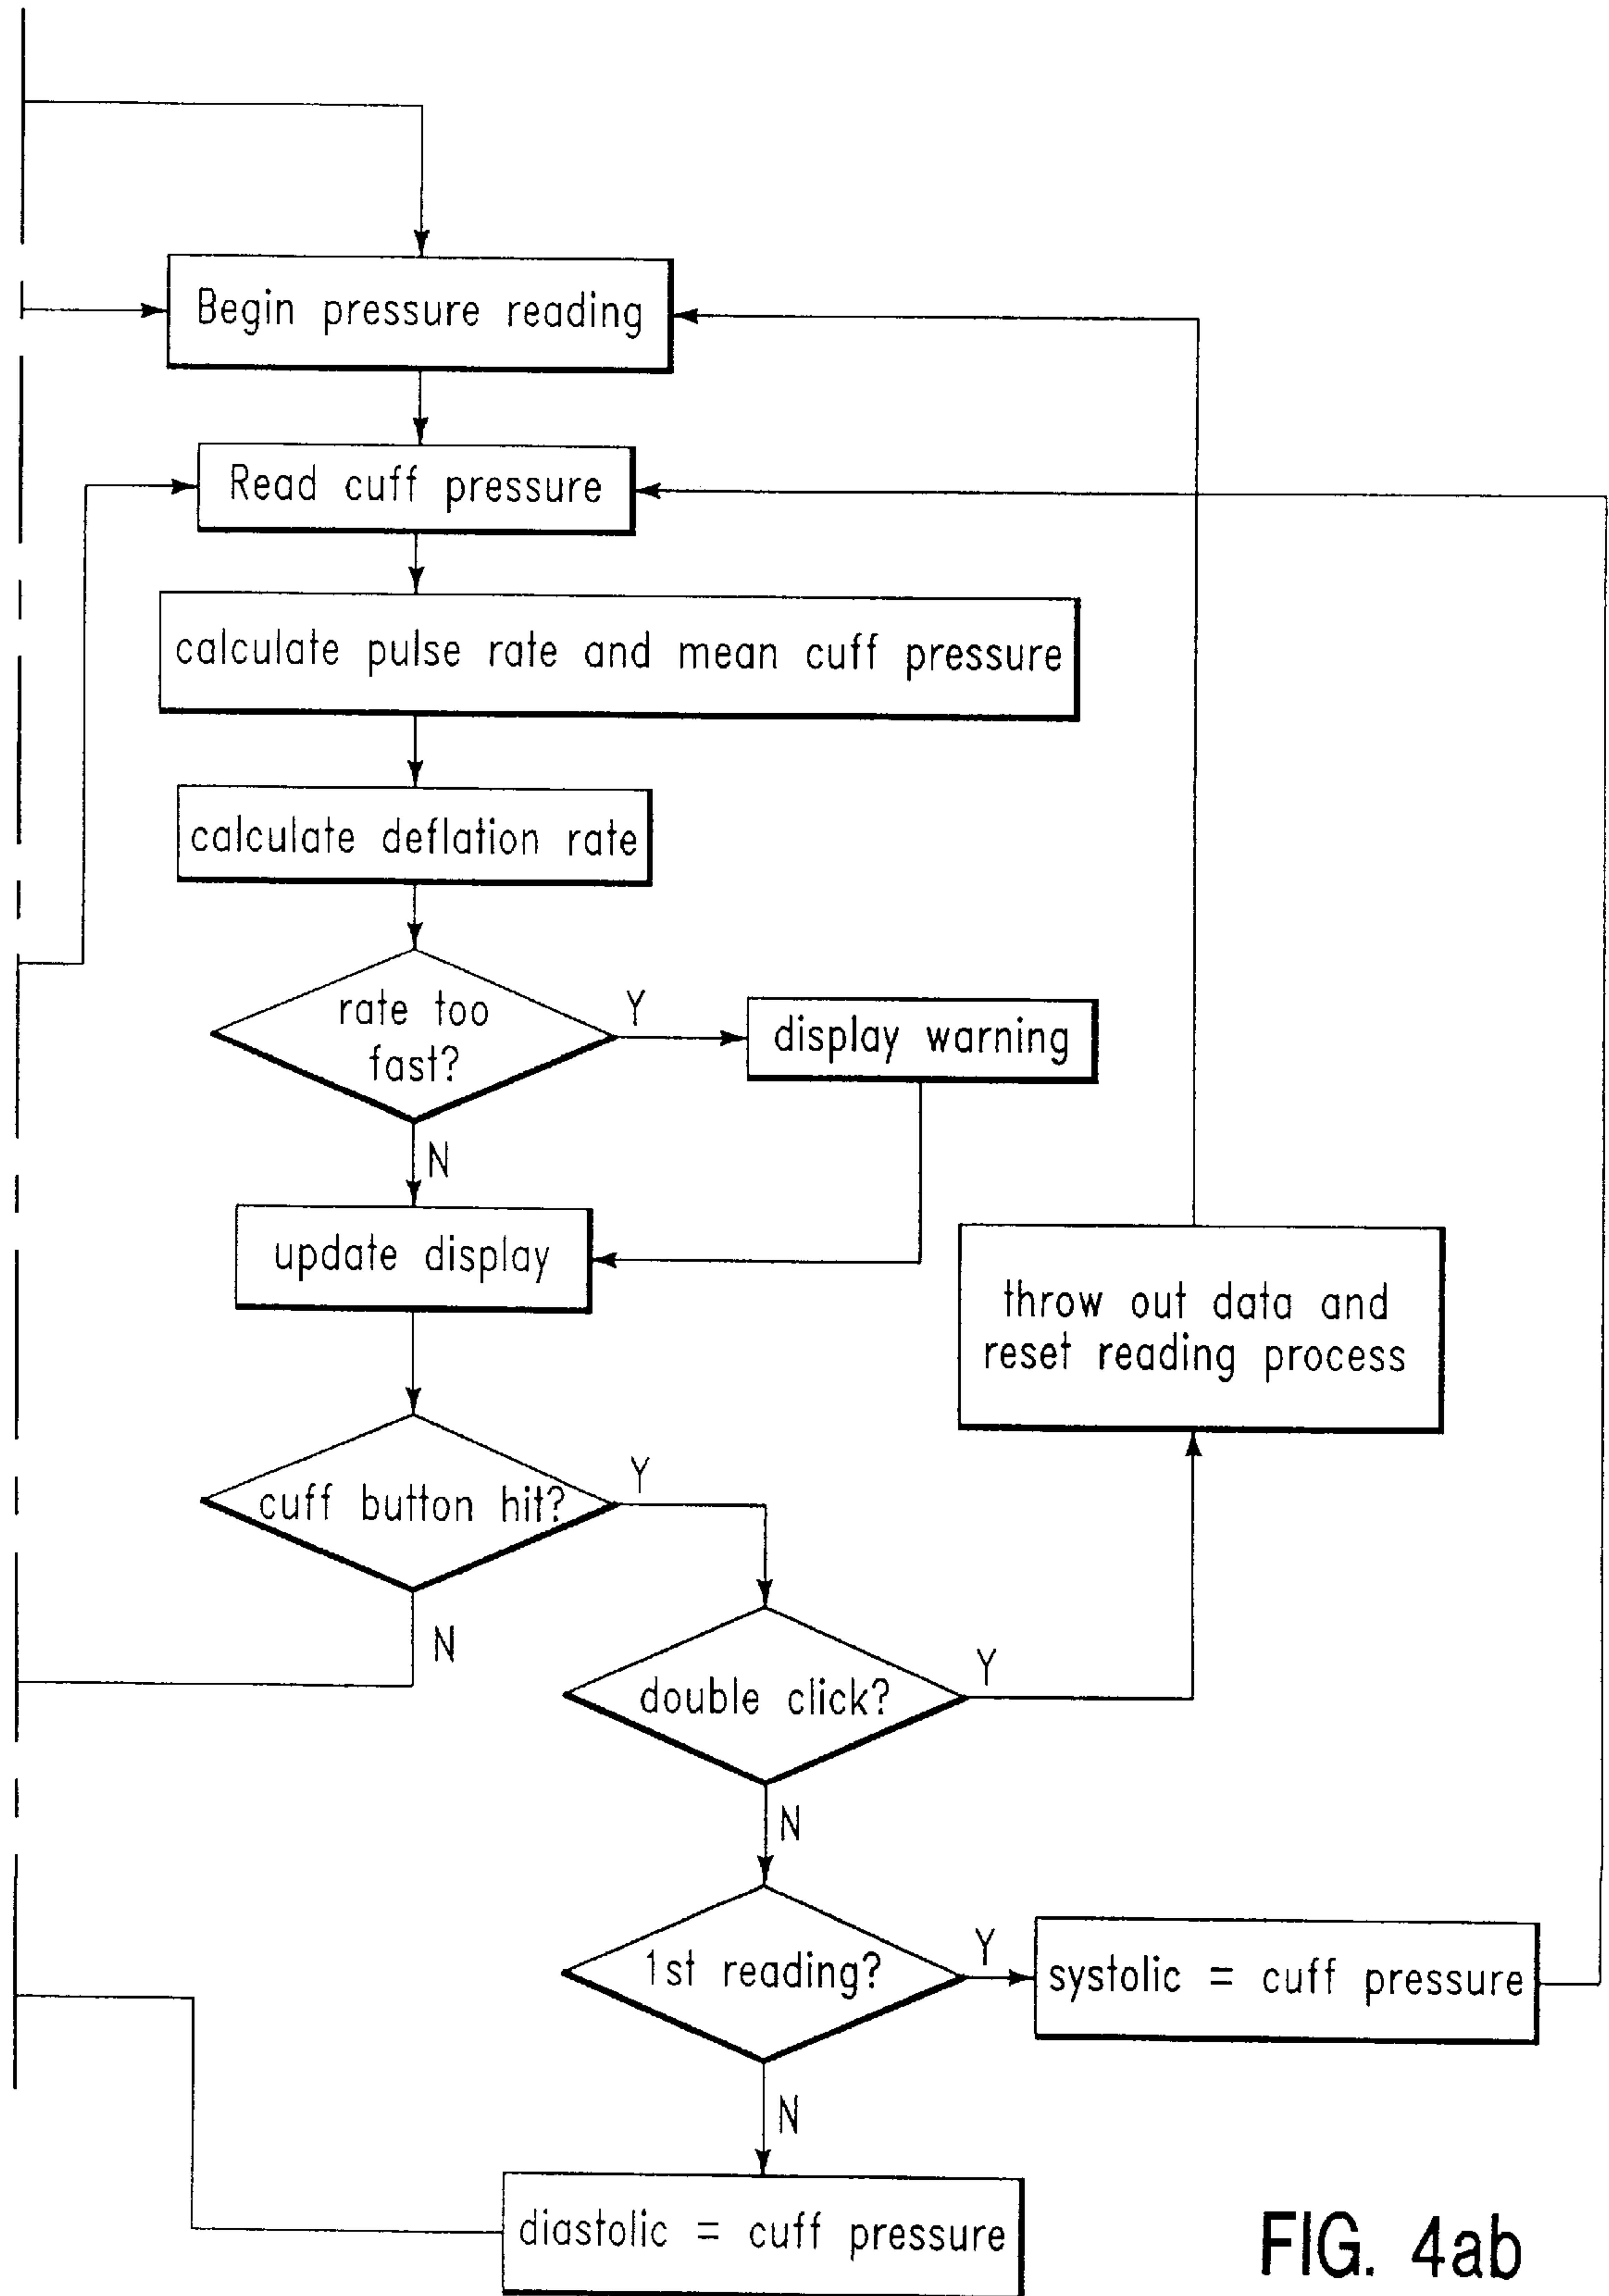 Begin pressure reading
Read cuff pressure
calculate pulse rate and mean cuff pressure
calculate deflation rate
rate too
fast?
Y
display warning
N
update display
throw out data and
reset reading process
cuff button hit?
Y
N
double click?
Y
N
1st reading?
Y
systolic = cuff pressure
N
diastolic = cuff pressure
FIG. 4ab